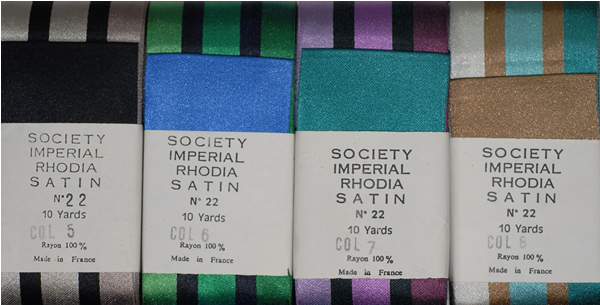 SOCIETY
IMPERIAL
RHODIA
SATIN
N° 22
10 Yards
COL 5
Rayon 100%
Made in France
SOCIETY
IMPERIAL
RHODIA
SATIN
N° 22
10 Yards
COL 6
Rayon 100%
Made in France
SOCIETY
IMPERIAL
RHODIA
SATIN
N° 22
10 Yards
COL 7
Rayon 100%
Made in France
SOCIETY
IMPERIAL
RHODIA
SATIN
N° 22
10 Yards
COL 8
Rayon 100%
Made in France